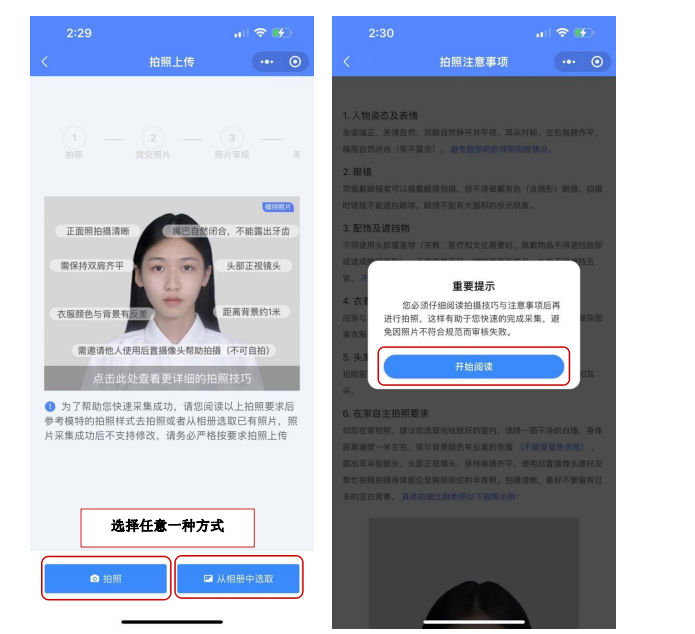 2:29
拍照上传
1
2
3
拍照
提交照片
照片审核
模特照片
正面照拍摄清晰
嘴巴自然闭合，不能露出牙齿
需保持双肩齐平
头部正视镜头
衣服颜色与背景有反差
距离背景约1米
需邀请他人使用后置摄像头帮助拍摄（不可自拍）
点击此处查看更详细的拍照技巧
为了帮助您快速采集成功，请您阅读以上拍照要求后
参考模特的拍照样式去拍照或者从相册选取已有照片，照
片采集成功后不支持修改，请务必严格按要求拍照上传
选择任意一种方式
拍照
从相册中选取
2:30
拍照注意事项
1. 人物姿态及表情
坐姿端正、表情自然、双眼自然睁开并平视、耳朵对称、左右肩膀齐平、
嘴唇自然闭合（笑不露齿），避免脸部阴影或阴阳脸情况。
2. 眼镜
常佩戴眼镜者可以佩戴眼镜拍摄，但不得佩戴有色（含隐形）眼镜，拍摄
时镜框不能遮挡眼球，眼镜不能有大面积的反光现象。
3. 配饰及遮挡物
不得使用头部覆盖物（宗教、医疗和文化需要时，佩戴物品不得遮挡脸部
官，
重要提示
您必须仔细阅读拍摄技巧与注意事项后再
进行拍照，这样有助于您快速的完成采集，避
免因照片不符合规范而审核失败。
开始阅读
4. 衣
应穿与
5. 头
拍照前
朵。
6. 在家自主拍照要求
如您在家拍照，建议您选取光线较好的室内，选择一面干净的白墙，身体
距离墙壁一米左右，穿与背景颜色有反差的衣服（不能穿蓝色衣服），
露出耳朵和额头，头部正视镜头，保持肩膀齐平，使用后置摄像头邀好友
帮忙拍摄拍摄身体部位至胸部部位的半身照。拍摄清晰，最好不要留有过
多的空白背景。具体拍摄比例参照以下拍照示例：